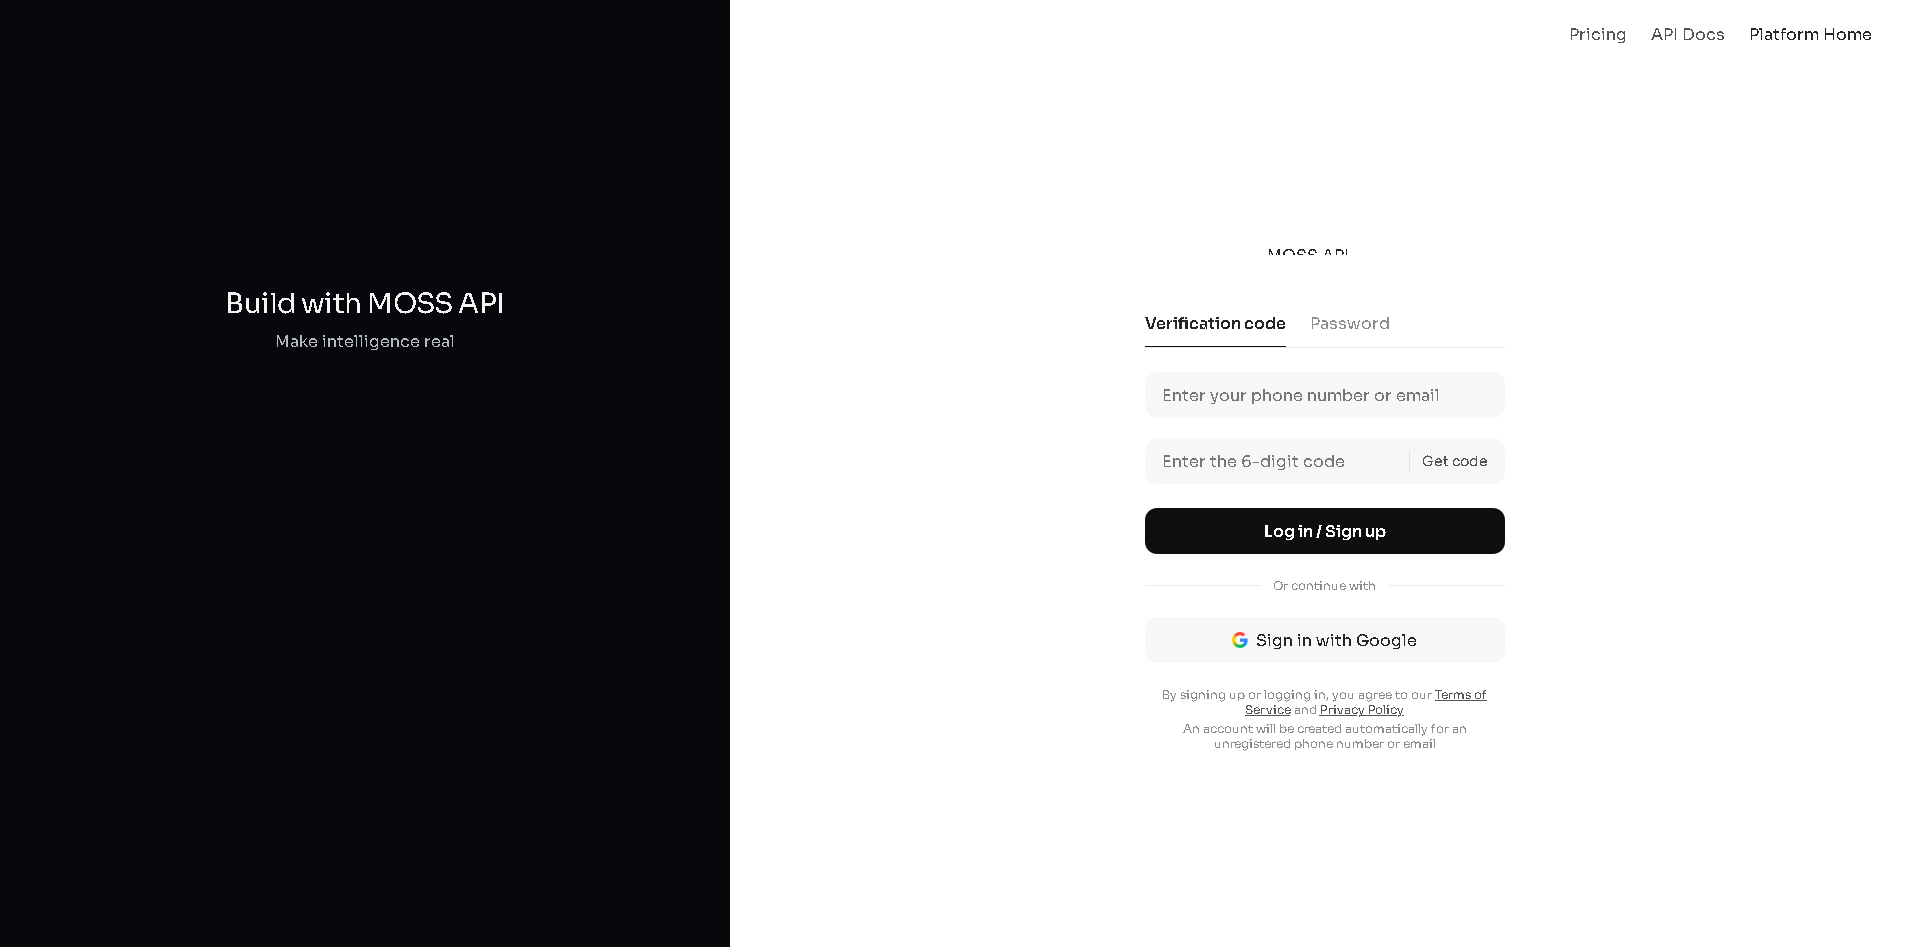 Pricing API Docs Platform Home
Build with MOSS API
Make intelligence real
MOSS API
Verification code Password
Enter your phone number or email
Enter the 6-digit code Get code
Log in / Sign up
Or continue with
Sign in with Google
By signing up or logging in, you agree to our Terms of
Service and Privacy Policy
An account will be created automatically for an
unregistered phone number or email